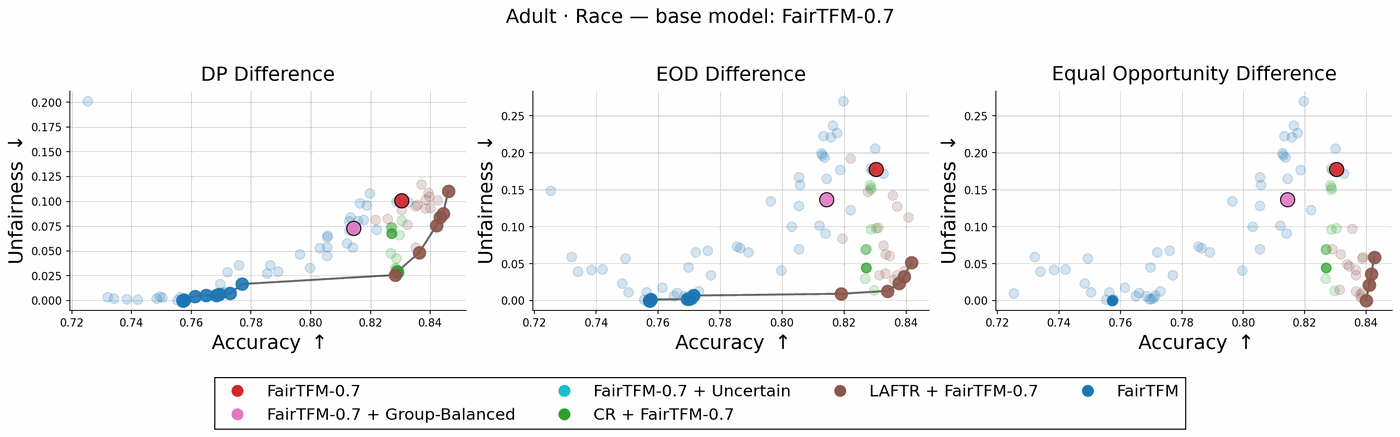 Adult · Race — base model: FairTFM-0.7
DP Difference
EOD Difference
Equal Opportunity Difference
Unfairness ↓
0.200
0.175
0.150
0.125
0.100
0.075
0.050
0.025
0.000
0.72 0.74 0.76 0.78 0.80 0.82 0.84
Accuracy ↑
Unfairness ↓
0.25
0.20
0.15
0.10
0.05
0.00
0.72 0.74 0.76 0.78 0.80 0.82 0.84
Accuracy ↑
Unfairness ↓
0.25
0.20
0.15
0.10
0.05
0.00
0.72 0.74 0.76 0.78 0.80 0.82 0.84
Accuracy ↑
FairTFM-0.7 FairTFM-0.7 + Uncertain LAFTR + FairTFM-0.7 FairTFM
FairTFM-0.7 + Group-Balanced CR + FairTFM-0.7